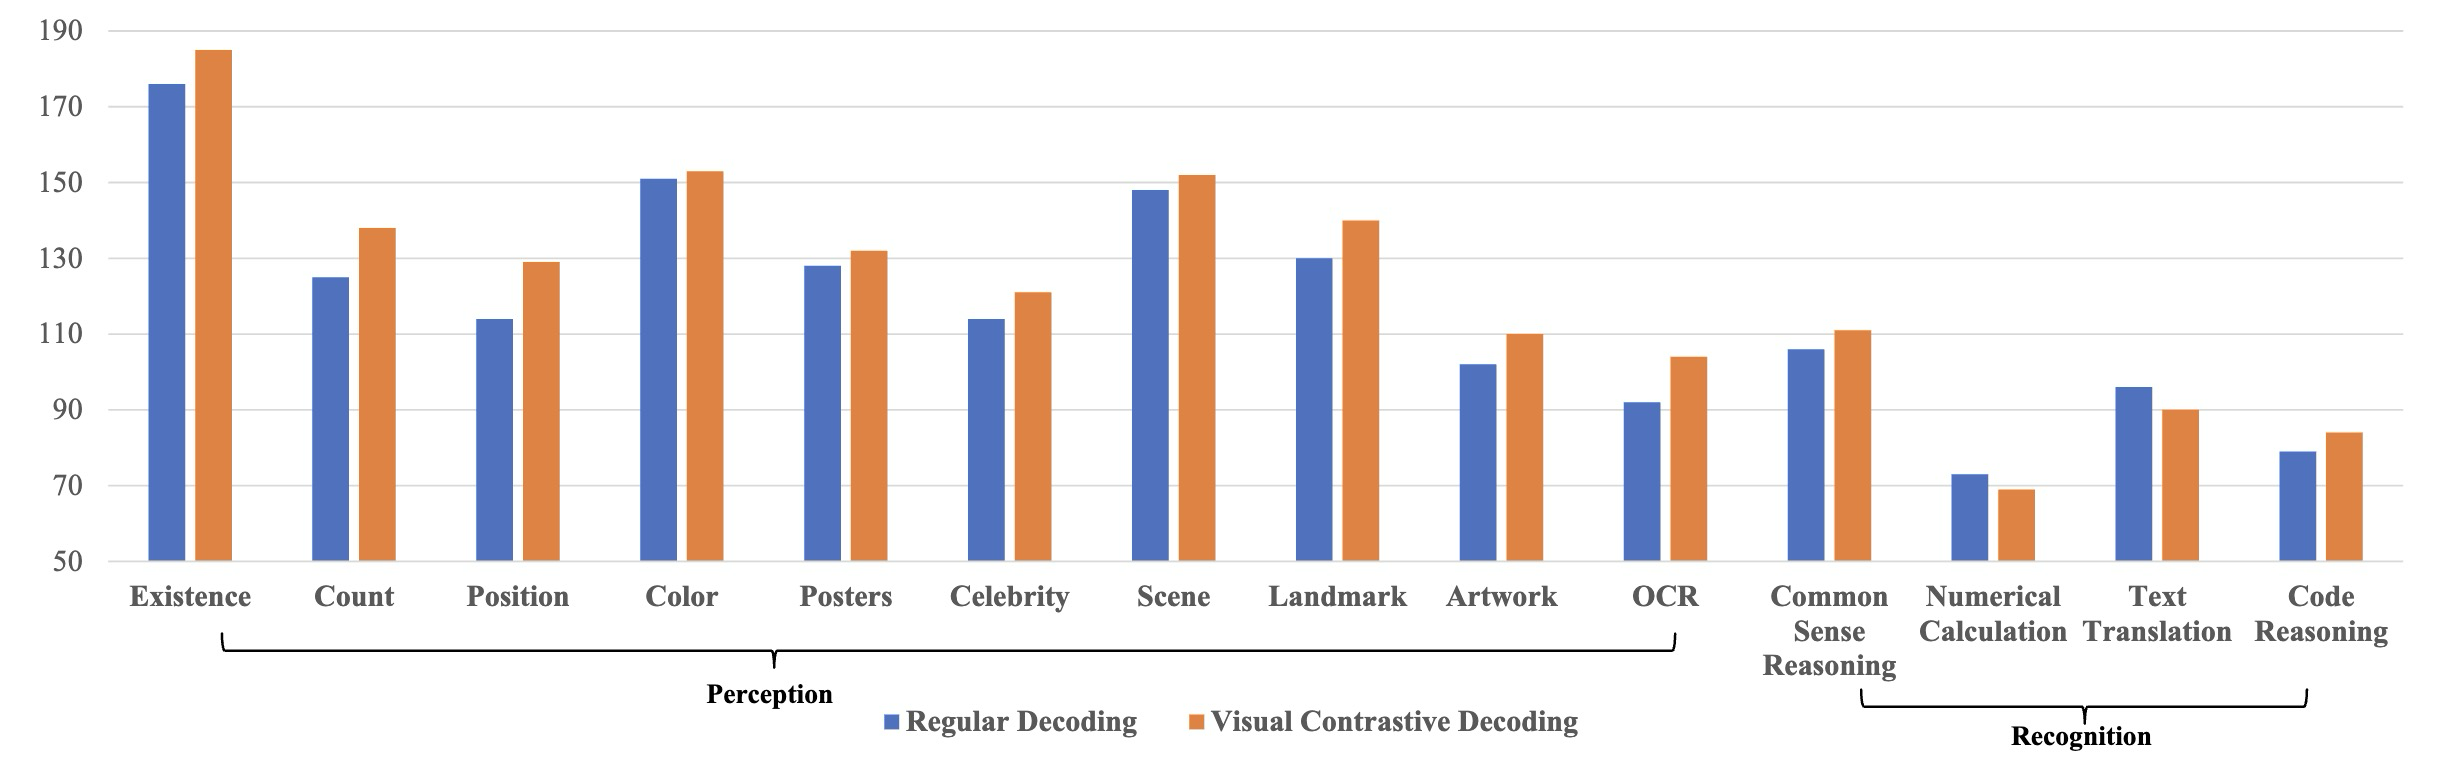 190
170
150
130
110
90
70
50
Existence Count Position Color Posters Celebrity Scene Landmark Artwork OCR Common Numerical Text Code
Sense Calculation Translation Reasoning
Reasoning
Perception
Regular Decoding Visual Contrastive Decoding
Recognition